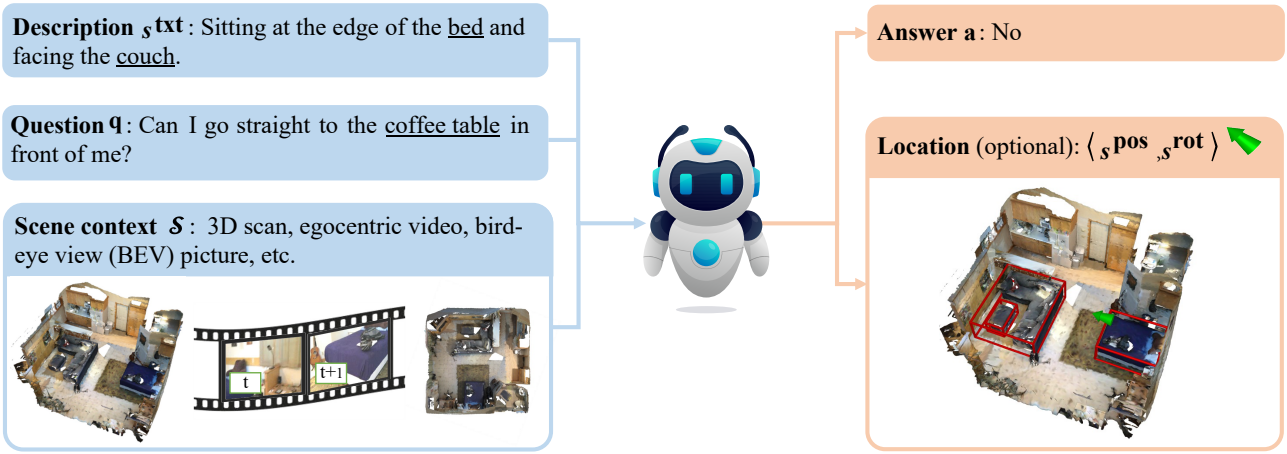 Description s^txt : Sitting at the edge of the bed and
facing the couch.
Question q : Can I go straight to the coffee table in
front of me?
Scene context S : 3D scan, egocentric video, bird-
eye view (BEV) picture, etc.
t
t+1
Answer a : No
Location (optional): ⟨ s^pos , s^rot ⟩